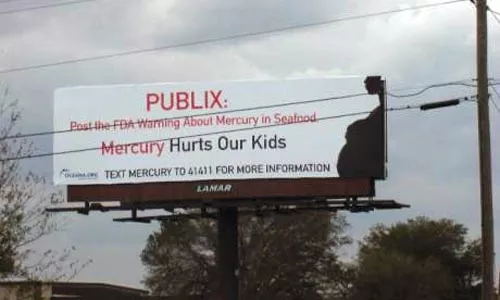 PUBLIX:
Post the FDA Warning About Mercury in Seafood
Mercury Hurts Our Kids
OCEANA.ORG
TEXT MERCURY TO 41411 FOR MORE INFORMATION
LAMAR